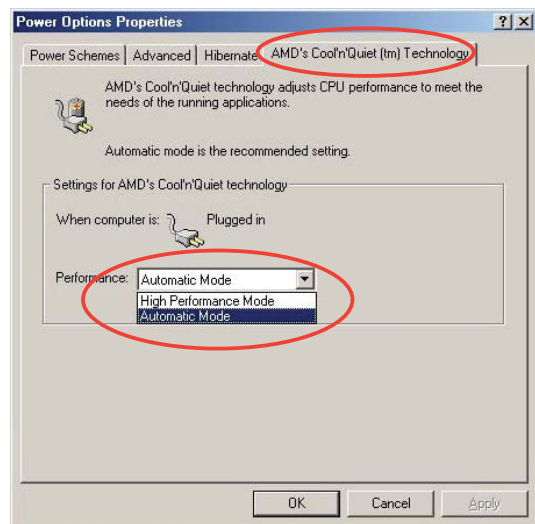 Power Options Properties
Power Schemes
Advanced
Hibernate
AMD's Cool'n'Quiet (tm) Technology
AMD's Cool'n'Quiet technology adjusts CPU performance to meet the
needs of the running applications.
Automatic mode is the recommended setting.
Settings for AMD's Cool'n'Quiet technology
When computer is:
Plugged in
Performance:
Automatic Mode
High Performance Mode
Automatic Mode
OK
Cancel
Apply